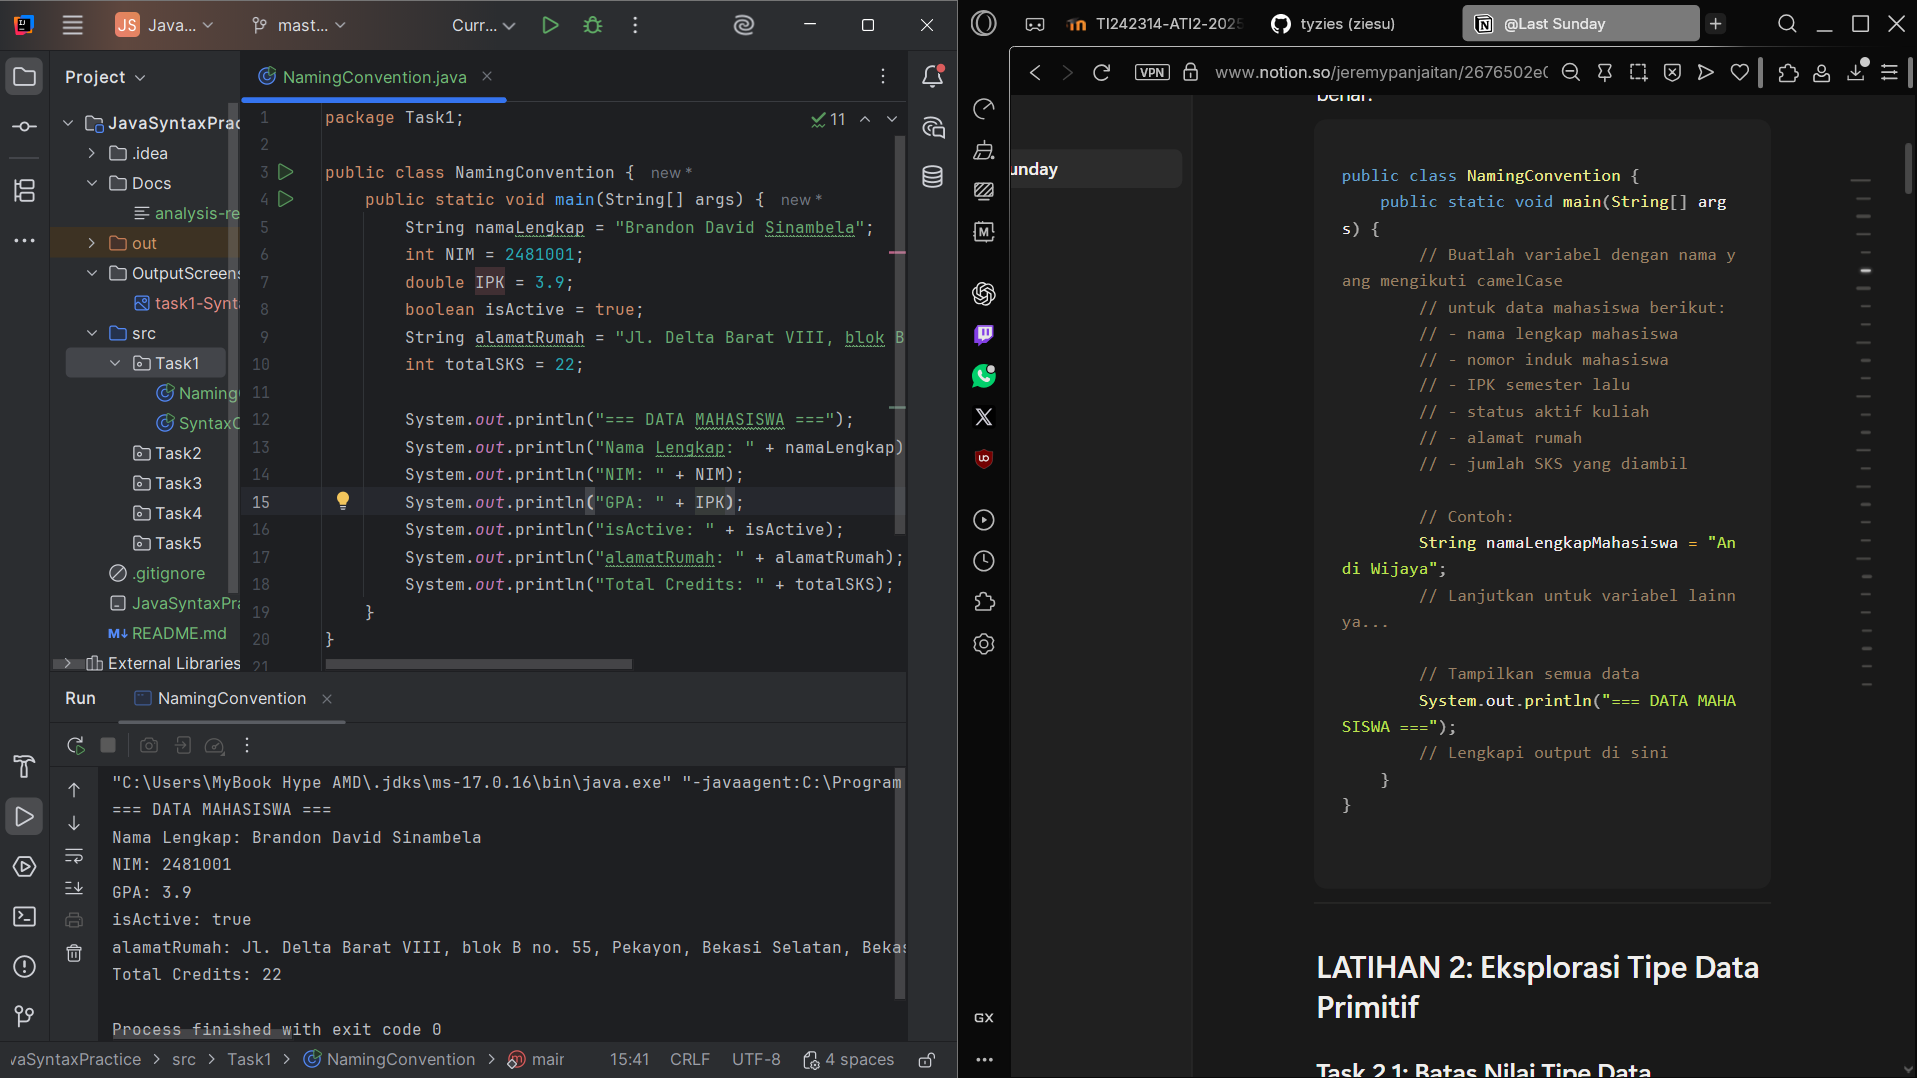 JS Java...
mast...
Curr...
Project
NamingConvention.java
JavaSyntaxPrac
.idea
Docs
analysis-re
out
OutputScreens
task1-Synta
src
Task1
Naming
SyntaxC
Task2
Task3
Task4
Task5
.gitignore
JavaSyntaxPra
README.md
External Libraries
11
1 package Task1;
2
3 public class NamingConvention { new *
4 public static void main(String[] args) { new *
5 String namaLengkap = "Brandon David Sinambela";
6 int NIM = 2481001;
7 double IPK = 3.9;
8 boolean isActive = true;
9 String alamatRumah = "Jl. Delta Barat VIII, blok B
10 int totalSKS = 22;
11
12 System.out.println("=== DATA MAHASISWA ===");
13 System.out.println("Nama Lengkap: " + namaLengkap)
14 System.out.println("NIM: " + NIM);
15 System.out.println("GPA: " + IPK);
16 System.out.println("isActive: " + isActive);
17 System.out.println("alamatRumah: " + alamatRumah);
18 System.out.println("Total Credits: " + totalSKS);
19 }
20 }
21
Run
NamingConvention
"C:\Users\MyBook Hype AMD\.jdks\ms-17.0.16\bin\java.exe" "-javaagent:C:\Program
=== DATA MAHASISWA ===
Nama Lengkap: Brandon David Sinambela
NIM: 2481001
GPA: 3.9
isActive: true
alamatRumah: Jl. Delta Barat VIII, blok B no. 55, Pekayon, Bekasi Selatan, Bekas
Total Credits: 22
Process finished with exit code 0
vaSyntaxPractice > src > Task1 > NamingConvention > main
15:41 CRLF UTF-8 4 spaces
TI242314-ATI2-2025
tyzies (ziesu)
@Last Sunday
VPN
www.notion.so/jeremypanjaitan/2676502e0
unday
GX
benar:
public class NamingConvention {
public static void main(String[] arg
s) {
// Buatlah variabel dengan nama y
ang mengikuti camelCase
// untuk data mahasiswa berikut:
// - nama lengkap mahasiswa
// - nomor induk mahasiswa
// - IPK semester lalu
// - status aktif kuliah
// - alamat rumah
// - jumlah SKS yang diambil
// Contoh:
String namaLengkapMahasiswa = "An
di Wijaya";
// Lanjutkan untuk variabel lainn
ya...
// Tampilkan semua data
System.out.println("=== DATA MAHA
SISWA ===");
// Lengkapi output di sini
}
}
LATIHAN 2: Eksplorasi Tipe Data
Primitif
Task 2.1: Batas Nilai Tipe Data